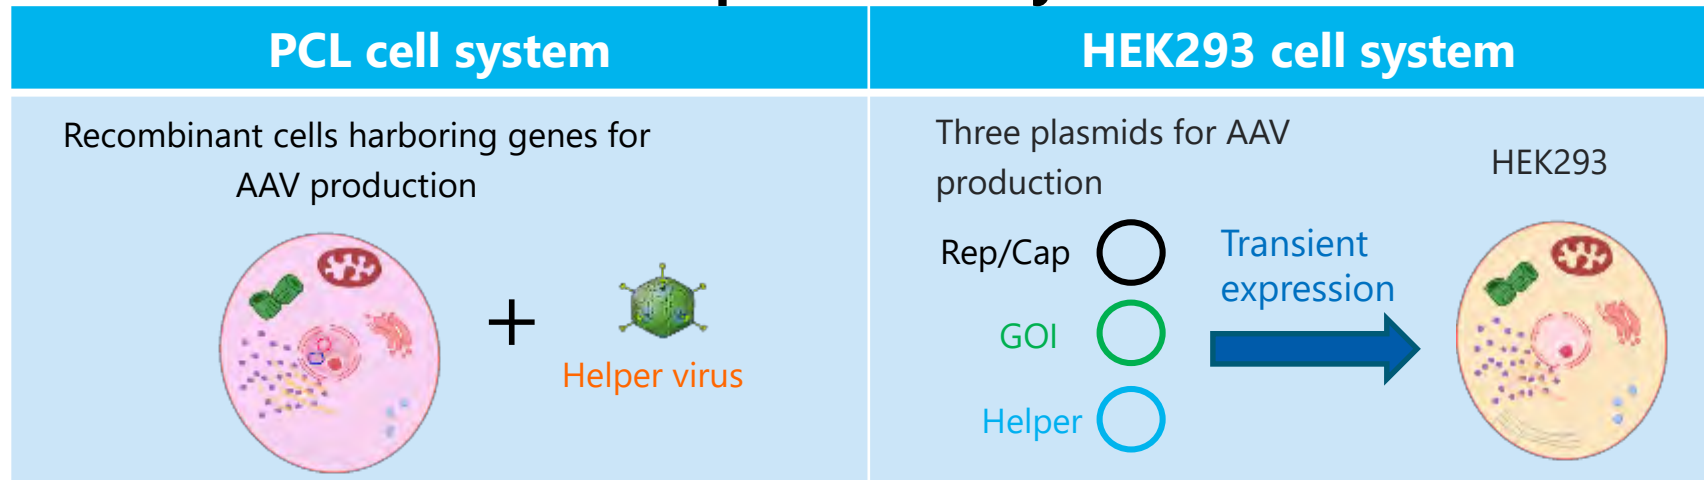 PCL cell system
HEK293 cell system
Recombinant cells harboring genes for
AAV production
Helper virus
Three plasmids for AAV
production
HEK293
Rep/Cap
GOI
Helper
Transient
expression